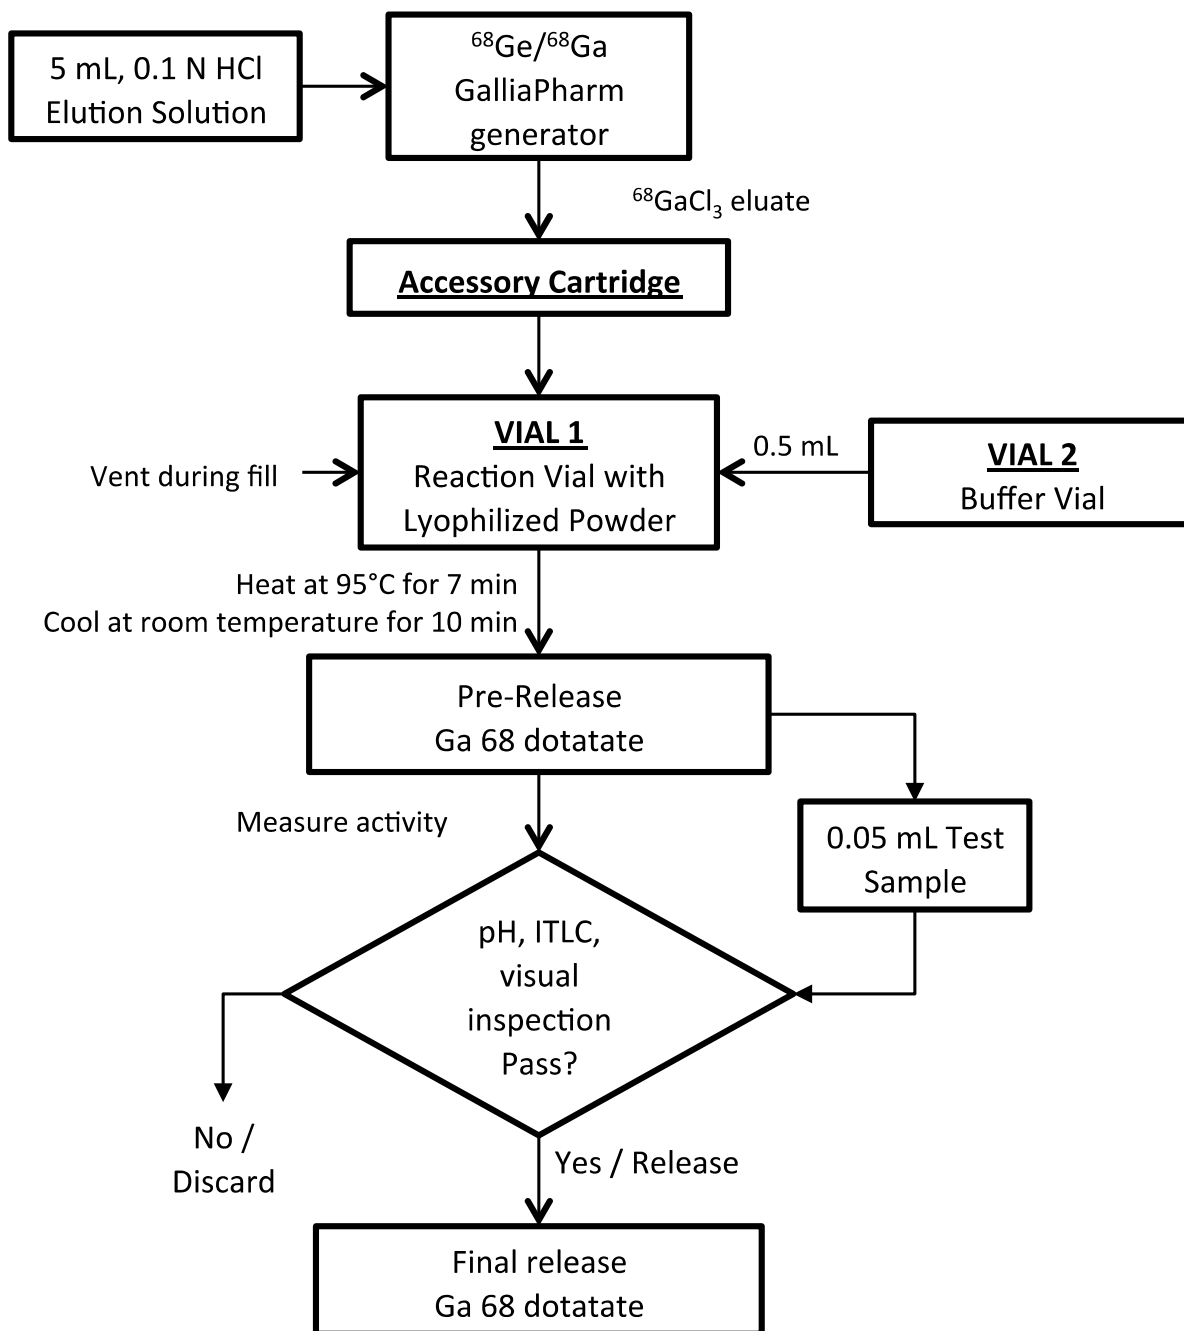 5 mL, 0.1 N HCl
Elution Solution
⁶⁸Ge/⁶⁸Ga
GalliaPharm
generator
⁶⁸GaCl₃ eluate
Accessory Cartridge
VIAL 1
Reaction Vial with
Lyophilized Powder
Vent during fill
0.5 mL
VIAL 2
Buffer Vial
Heat at 95°C for 7 min
Cool at room temperature for 10 min
Pre-Release
Ga 68 dotatate
Measure activity
0.05 mL Test
Sample
pH, ITLC,
visual
inspection
Pass?
No /
Discard
Yes / Release
Final release
Ga 68 dotatate